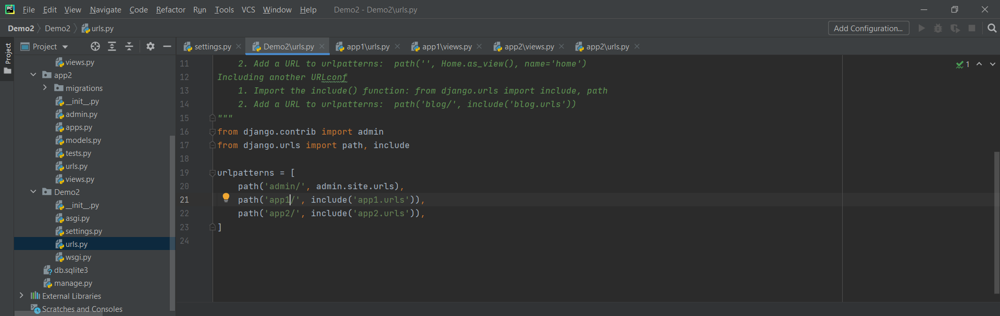 PC File Edit View Navigate Code Refactor Run Tools VCS Window Help Demo2 - Demo2\urls.py
Demo2 Demo2 urls.py Add Configuration...
Project
Project
settings.py Demo2\urls.py app1\urls.py app1\views.py app2\views.py app2\urls.py
views.py
app2
migrations
__init__.py
admin.py
apps.py
models.py
tests.py
urls.py
views.py
Demo2
__init__.py
asgi.py
settings.py
urls.py
wsgi.py
db.sqlite3
manage.py
External Libraries
Scratches and Consoles
11 2. Add a URL to urlpatterns:  path('', Home.as_view(), name='home')
12 Including another URLconf
13 1. Import the include() function: from django.urls import include, path
14 2. Add a URL to urlpatterns:  path('blog/', include('blog.urls'))
15 """
16 from django.contrib import admin
17 from django.urls import path, include
18
19 urlpatterns = [
20 path('admin/', admin.site.urls),
21 path('app1/', include('app1.urls')),
22 path('app2/', include('app2.urls')),
23 ]
24
1